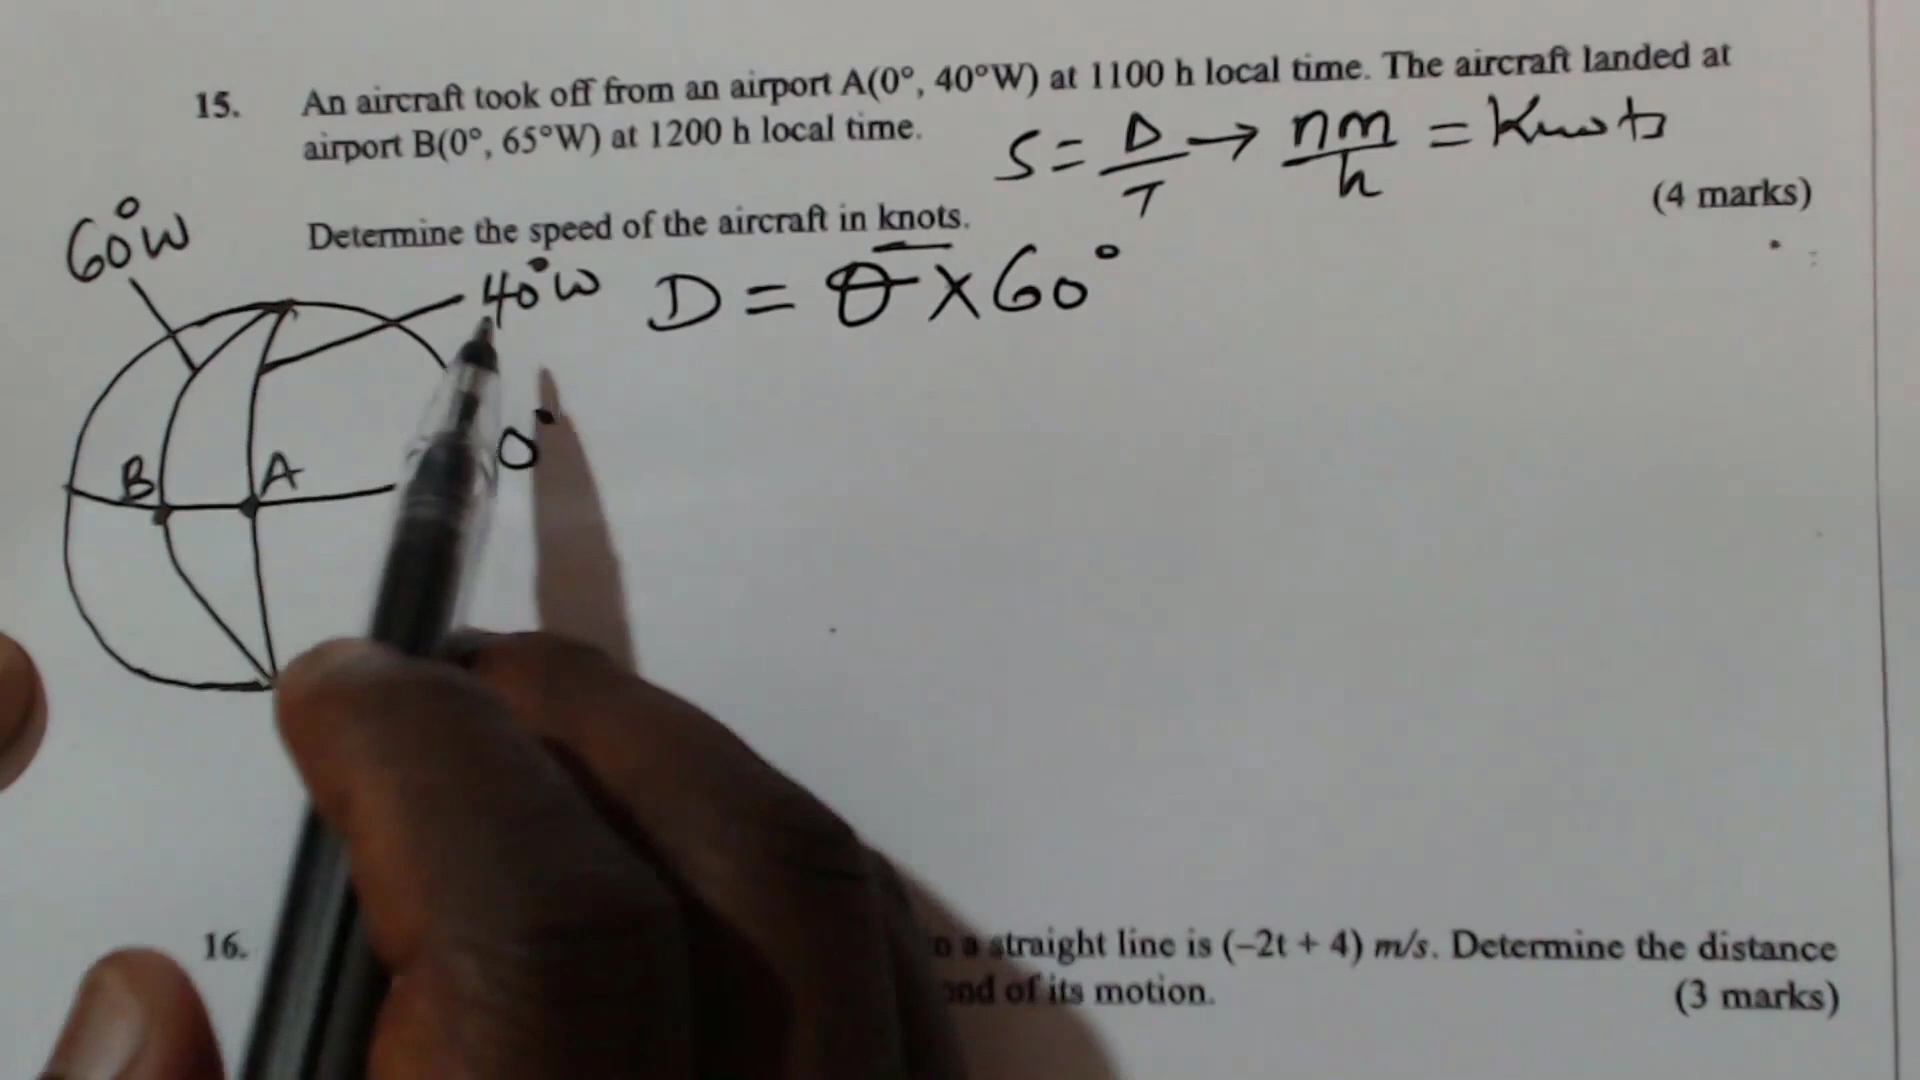 15. An aircraft took off from an airport A(0°, 40°W) at 1100 h local time. The aircraft landed at
airport B(0°, 65°W) at 1200 h local time.
S = D/T → nm/h = Knots
(4 marks)
Determine the speed of the aircraft in knots.
60°W
40°W
D = θ × 60°
0°
B
A
16. a straight line is (–2t + 4) m/s. Determine the distance
of its motion.
(3 marks)